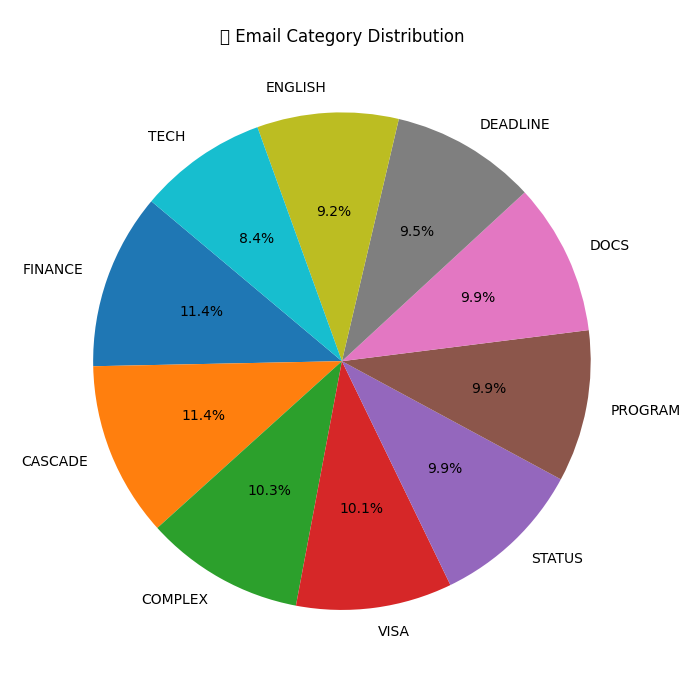 ▯ Email Category Distribution
ENGLISH
DEADLINE
TECH
9.2%
9.5%
8.4%
DOCS
FINANCE
9.9%
11.4%
9.9%
PROGRAM
11.4%
CASCADE
9.9%
10.3%
10.1%
STATUS
COMPLEX
VISA